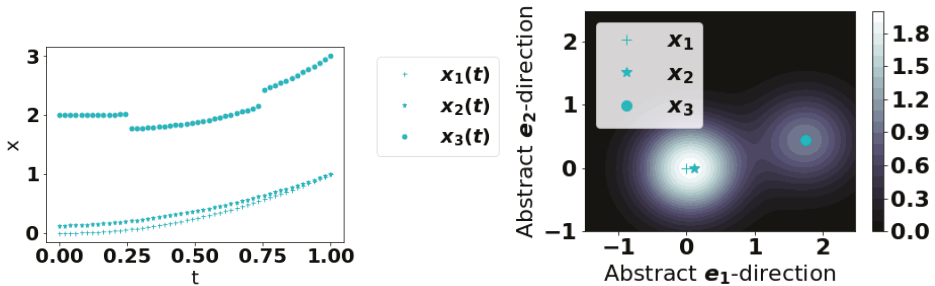 x
3
2
1
0
0.00 0.25 0.50 0.75 1.00
t
x₁(t)
x₂(t)
x₃(t)
Abstract e₂-direction
2
1
0
−1
x₁
x₂
x₃
−1 0 1 2
Abstract e₁-direction
1.8
1.5
1.2
0.9
0.6
0.3
0.0